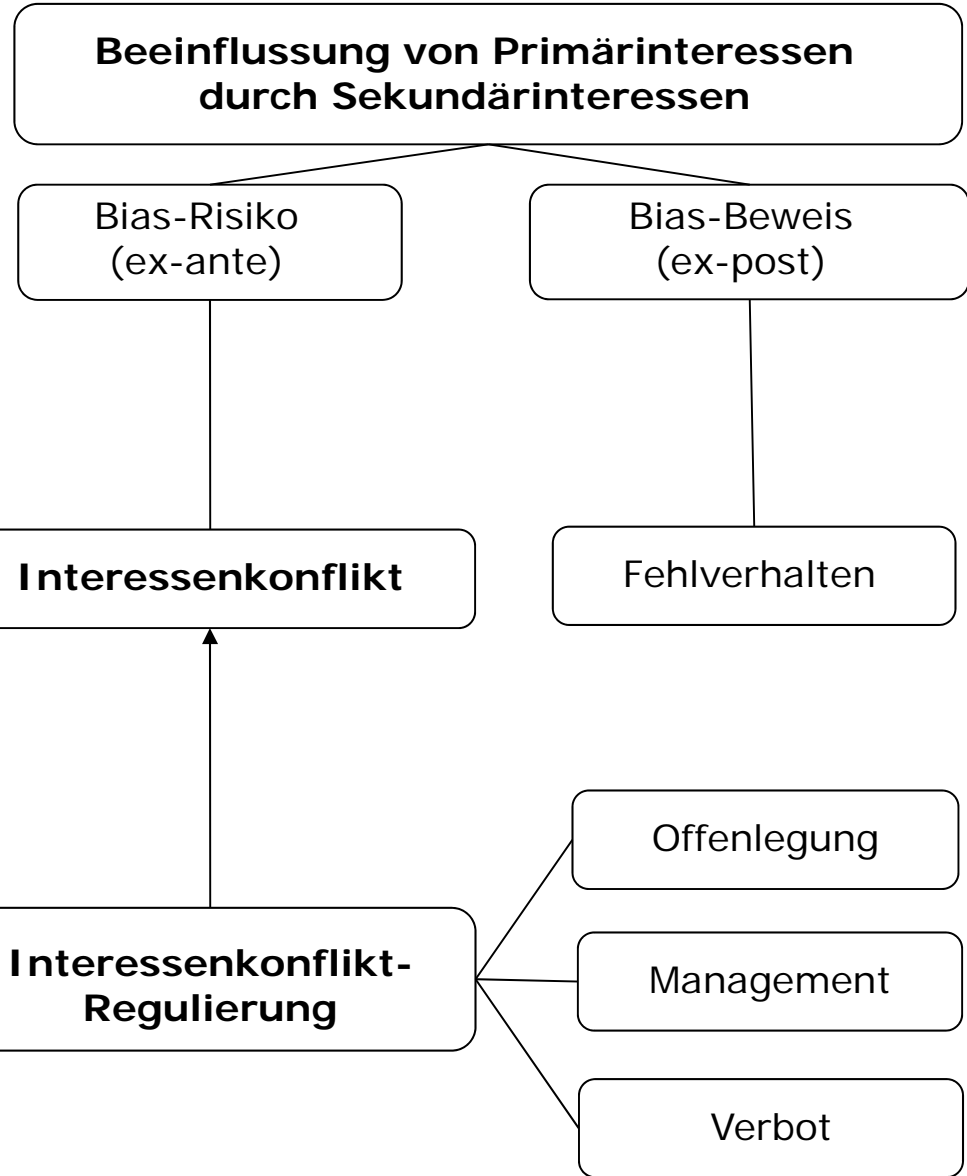 Beeinflussung von Primärinteressen
durch Sekundärinteressen
Bias-Risiko
(ex-ante)
Bias-Beweis
(ex-post)
Interessenkonflikt
Fehlverhalten
Offenlegung
Interessenkonflikt-
Regulierung
Management
Verbot